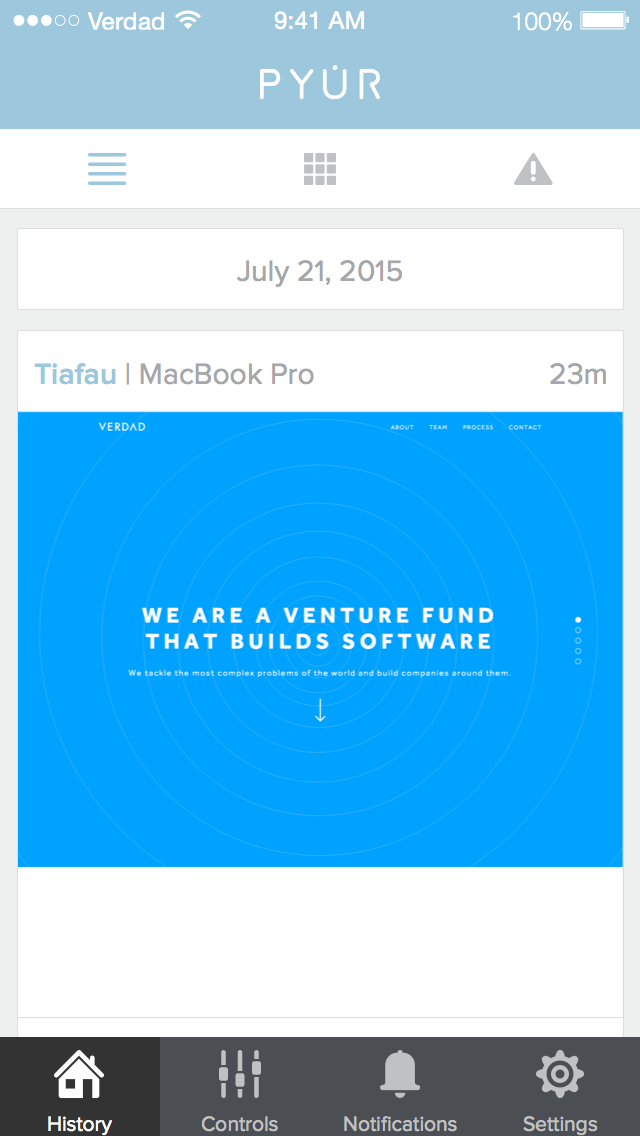 Verdad 9:41 AM 100%
PYÜR
July 21, 2015
Tiafau | MacBook Pro 23m
VERDAD ABOUT TEAM PROCESS CONTACT
WE ARE A VENTURE FUND
THAT BUILDS SOFTWARE
We tackle the most complex problems of the world and build companies around them.
History Controls Notifications Settings